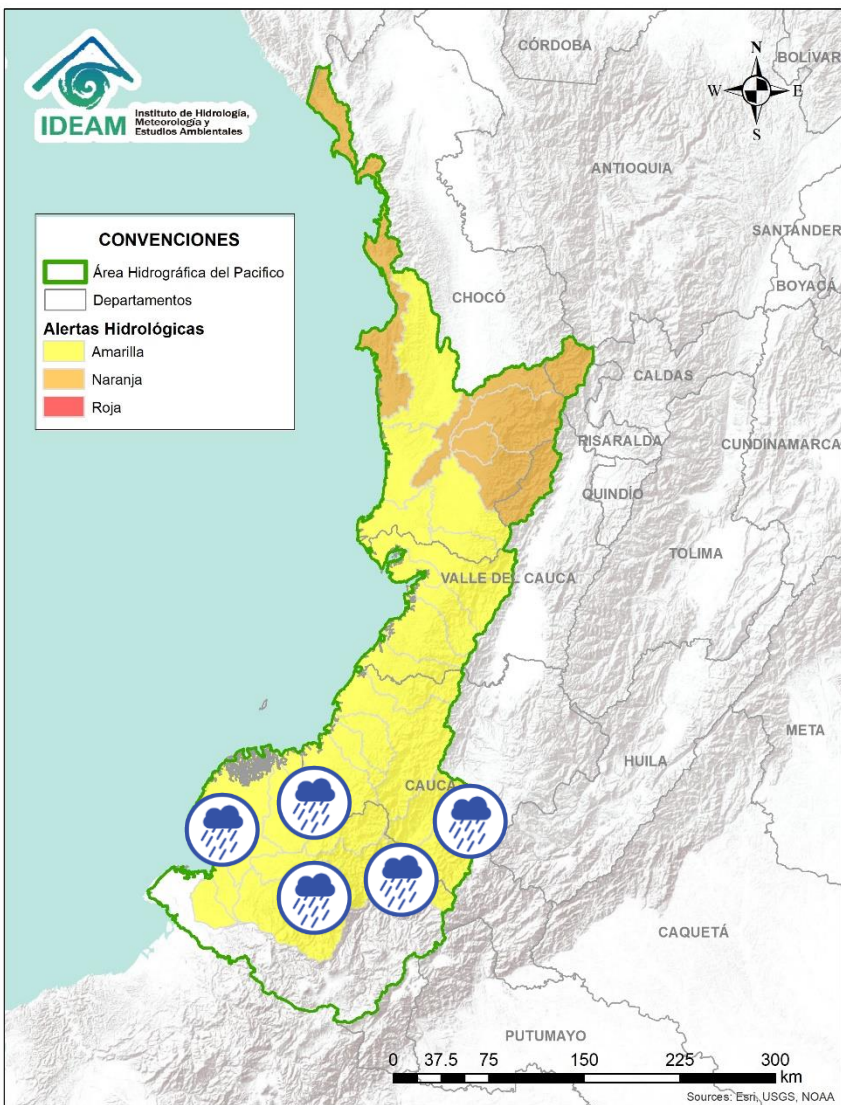 IDEAM
Instituto de Hidrología,
Meteorología y
Estudios Ambientales
CÓRDOBA
BOLÍVAR
N
W
E
S
ANTIOQUIA
SANTANDER
BOYACÁ
CONVENCIONES
Área Hidrográfica del Pacifico
Departamentos
Alertas Hidrológicas
Amarilla
Naranja
Roja
CHOCÓ
CALDAS
RISARALDA
CUNDINAMARCA
QUINDÍO
TOLIMA
VALLE DEL CAUCA
META
HUILA
CAUCA
CAQUETÁ
PUTUMAYO
0 37.5 75 150 225 300
km
Sources: Esri, USGS, NOAA